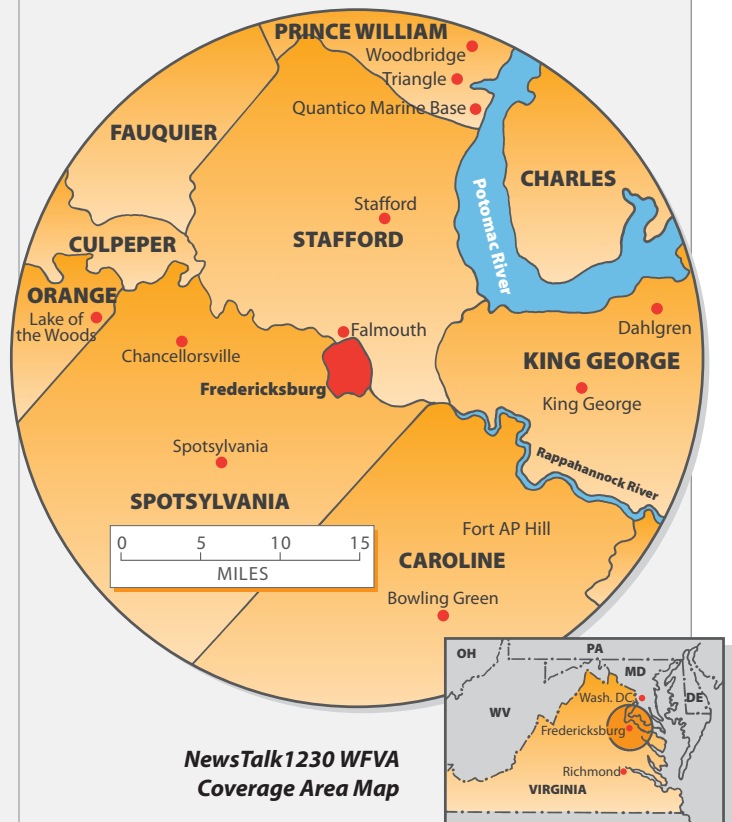 PRINCE WILLIAM
Woodbridge
Triangle
Quantico Marine Base
FAUQUIER
CHARLES
Potomac River
Stafford
STAFFORD
CULPEPER
ORANGE
Lake of
the Woods
Chancellorsville
Falmouth
Fredericksburg
Dahlgren
KING GEORGE
King George
Spotsylvania
SPOTSYLVANIA
Rappahannock River
0 5 10 15
MILES
Fort AP Hill
CAROLINE
Bowling Green
OH
PA
MD
WV
Wash. DC
DE
Fredericksburg
Richmond
VIRGINIA
NewsTalk1230 WFVA
Coverage Area Map